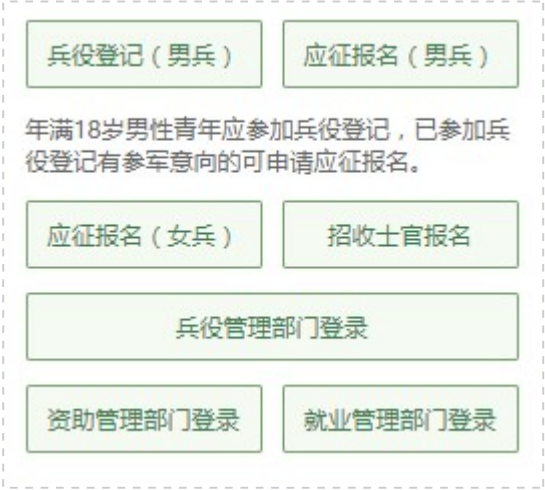 兵役登记（男兵）
应征报名（男兵）
年满18岁男性青年应参加兵役登记，已参加兵
役登记有参军意向的可申请应征报名。
应征报名（女兵）
招收士官报名
兵役管理部门登录
资助管理部门登录
就业管理部门登录